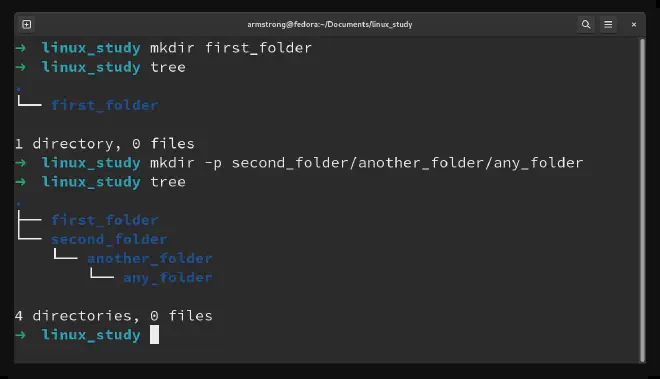 armstrong@fedora:~/Documents/linux_study
➜ linux_study mkdir first_folder
➜ linux_study tree
.
└── first_folder
1 directory, 0 files
➜ linux_study mkdir -p second_folder/another_folder/any_folder
➜ linux_study tree
.
├── first_folder
└── second_folder
    └── another_folder
        └── any_folder
4 directories, 0 files
➜ linux_study